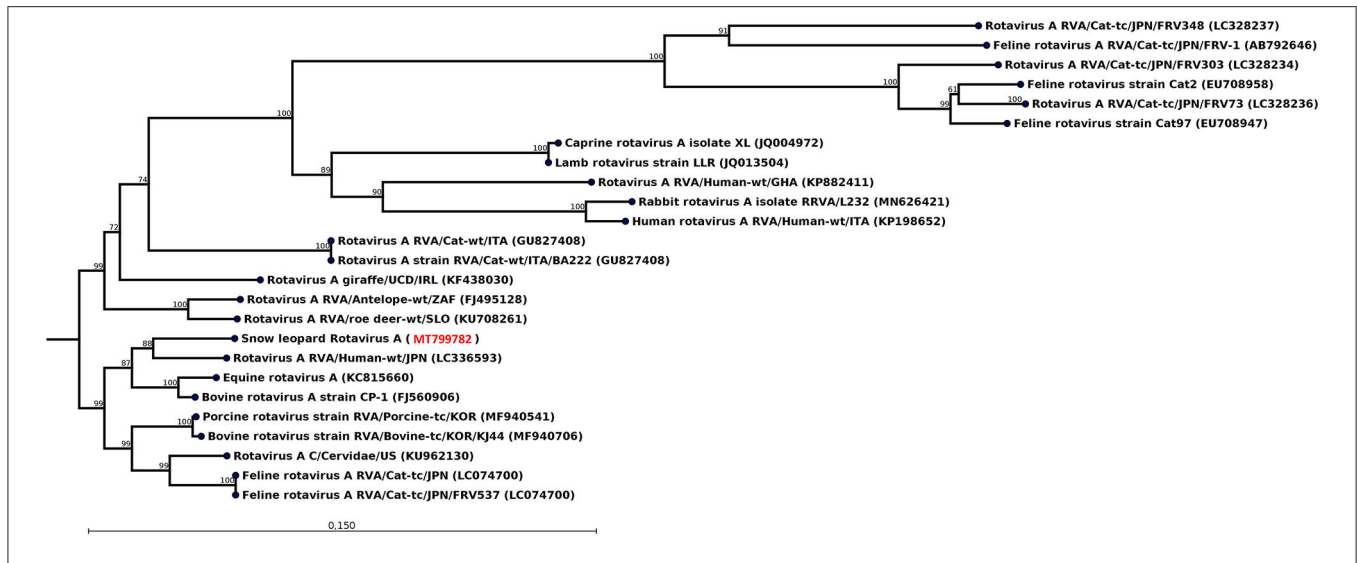 Rotavirus A RVA/Cat-tc/JPN/FRV348 (LC328237)
91
Feline rotavirus A RVA/Cat-tc/JPN/FRV-1 (AB792646)
100
Rotavirus A RVA/Cat-tc/JPN/FRV303 (LC328234)
100
Feline rotavirus strain Cat2 (EU708958)
61
100
Rotavirus A RVA/Cat-tc/JPN/FRV73 (LC328236)
99
Feline rotavirus strain Cat97 (EU708947)
100
Caprine rotavirus A isolate XL (JQ004972)
100
Lamb rotavirus strain LLR (JQ013504)
89
Rotavirus A RVA/Human-wt/GHA (KP882411)
74
90
Rabbit rotavirus A isolate RRVA/L232 (MN626421)
100
Human rotavirus A RVA/Human-wt/ITA (KP198652)
72
Rotavirus A RVA/Cat-wt/ITA (GU827408)
100
Rotavirus A strain RVA/Cat-wt/ITA/BA222 (GU827408)
99
Rotavirus A giraffe/UCD/IRL (KF438030)
Rotavirus A RVA/Antelope-wt/ZAF (FJ495128)
100
Rotavirus A RVA/roe deer-wt/SLO (KU708261)
Snow leopard Rotavirus A ( MT799782 )
88
Rotavirus A RVA/Human-wt/JPN (LC336593)
87
Equine rotavirus A (KC815660)
100
Bovine rotavirus A strain CP-1 (FJ560906)
99
Porcine rotavirus strain RVA/Porcine-tc/KOR (MF940541)
100
Bovine rotavirus strain RVA/Bovine-tc/KOR/KJ44 (MF940706)
99
Rotavirus A C/Cervidae/US (KU962130)
99
Feline rotavirus A RVA/Cat-tc/JPN (LC074700)
100
Feline rotavirus A RVA/Cat-tc/JPN/FRV537 (LC074700)
0,150